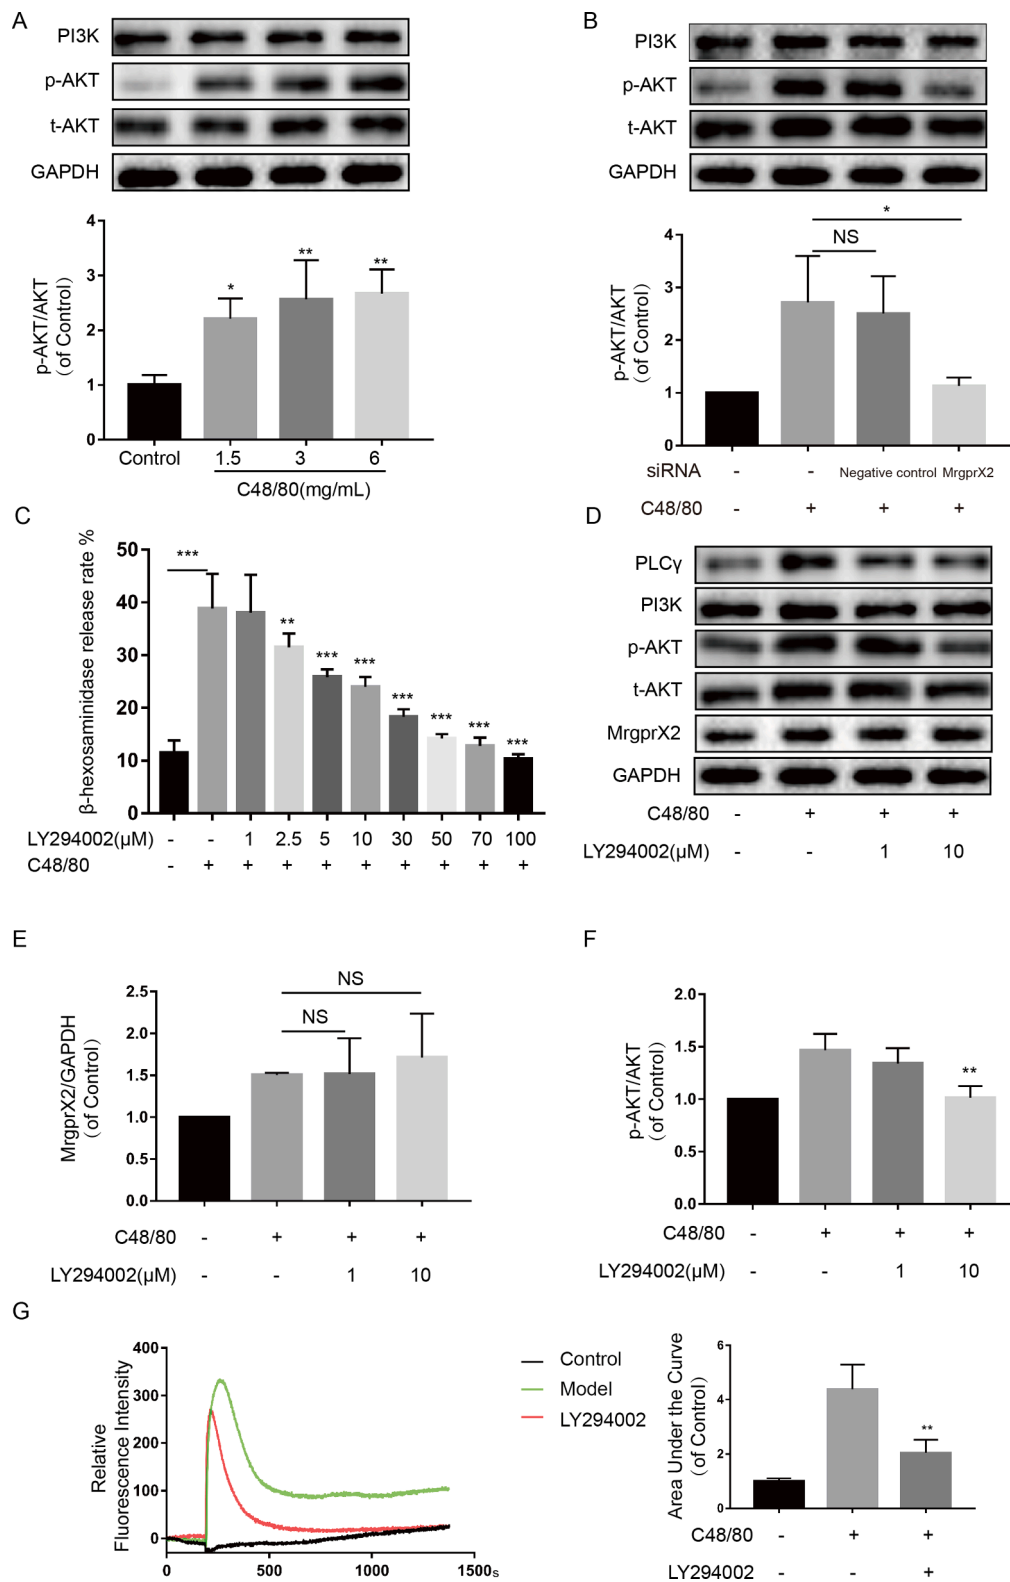 A
PI3K
p-AKT
t-AKT
GAPDH
p-AKT/AKT
(of Control)
4
3
2
1
0
*
**
**
Control 1.5 3 6
C48/80(mg/mL)
B
PI3K
p-AKT
t-AKT
GAPDH
p-AKT/AKT
(of Control)
4
3
2
1
0
*
NS
siRNA - - Negative control MrgprX2
C48/80 - + + +
C
β-hexosaminidase release rate %
50
40
30
20
10
0
***
**
***
***
***
***
***
***
LY294002(μM) - - 1 2.5 5 10 30 50 70 100
C48/80 - + + + + + + + + +
D
PLCγ
PI3K
p-AKT
t-AKT
MrgprX2
GAPDH
C48/80 - + + +
LY294002(μM) - - 1 10
E
MrgprX2/GAPDH
(of Control)
2.5
2.0
1.5
1.0
0.5
0.0
NS
NS
C48/80 - + + +
LY294002(μM) - - 1 10
F
p-AKT/AKT
(of Control)
2.0
1.5
1.0
0.5
0.0
**
C48/80 - + + +
LY294002(μM) - - 1 10
G
Relative
Fluorescence Intensity
400
300
200
100
0
0 500 1000 1500s
Control
Model
LY294002
Area Under the Curve
(of Control)
6
4
2
0
**
C48/80 - + +
LY294002 - - +